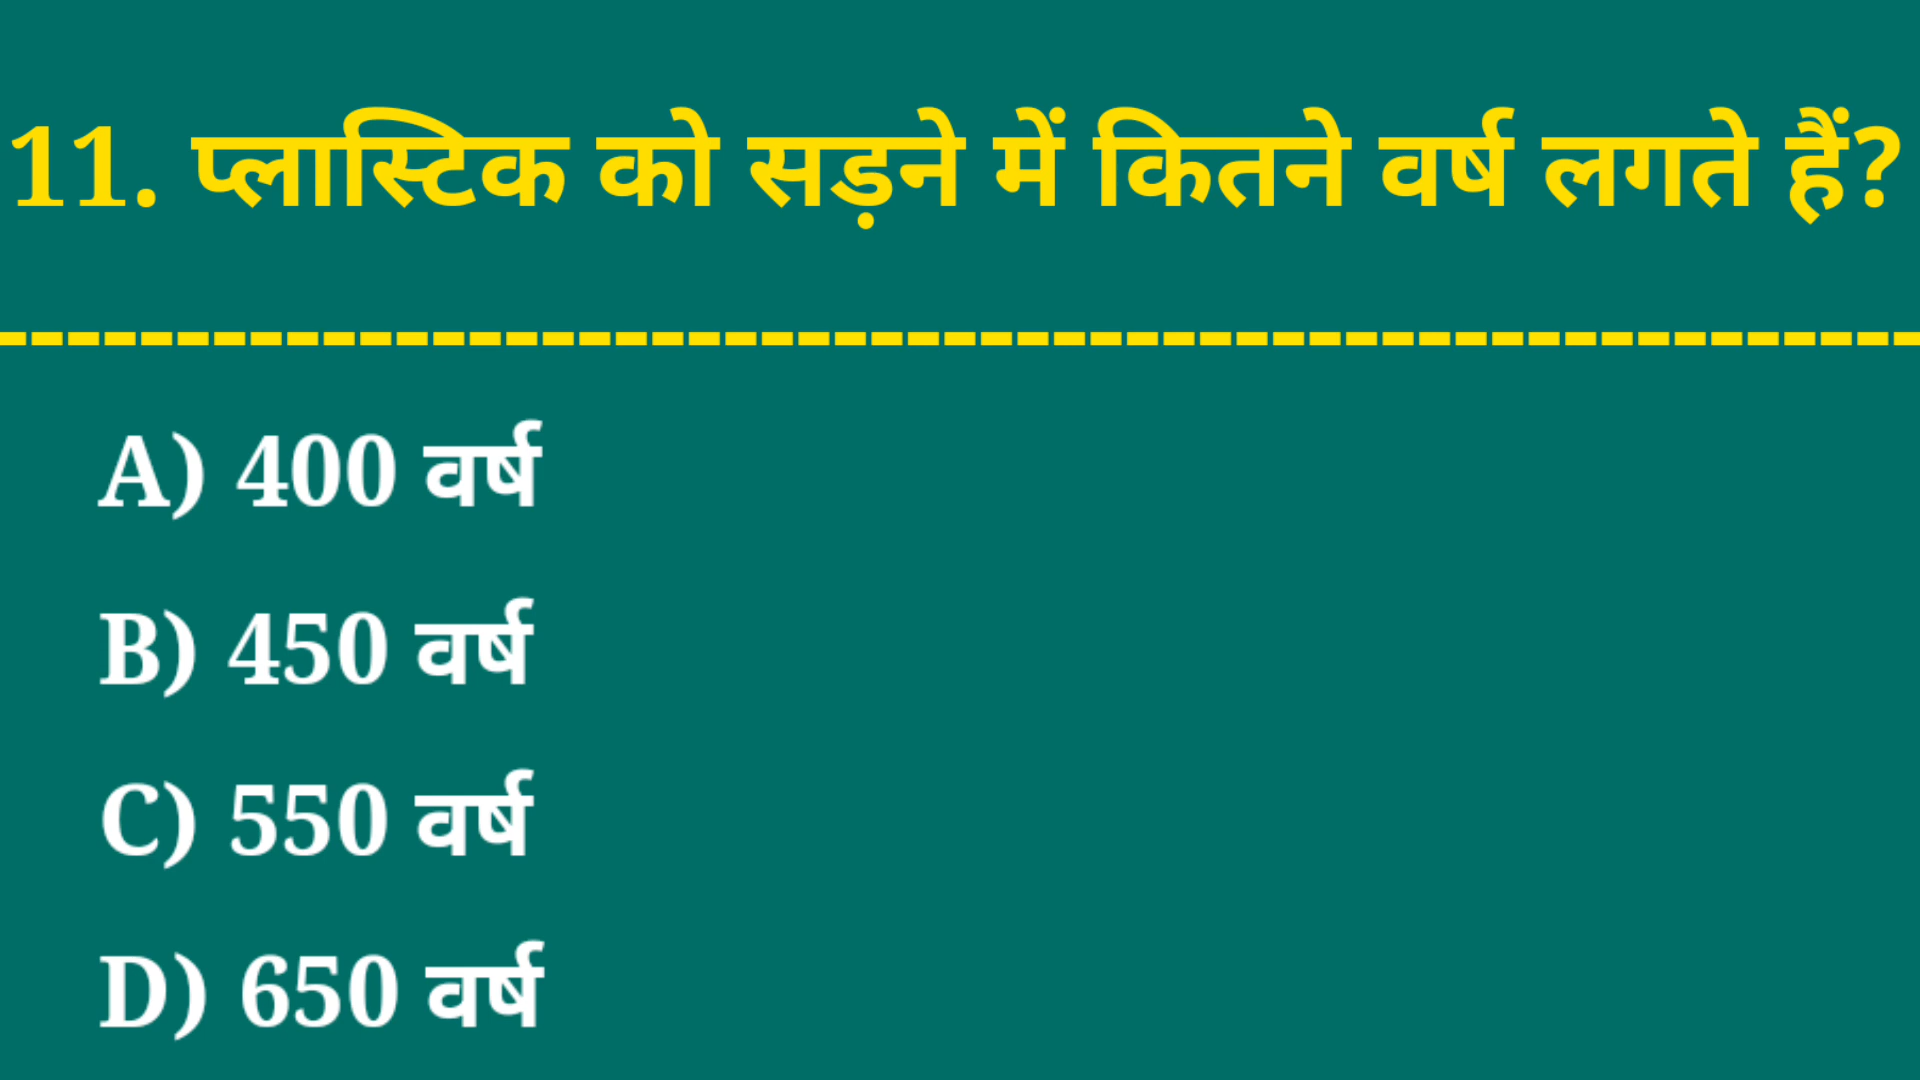 11. प्लास्टिक को सड़ने में कितने वर्ष लगते हैं?
A) 400 वर्ष
B) 450 वर्ष
C) 550 वर्ष
D) 650 वर्ष